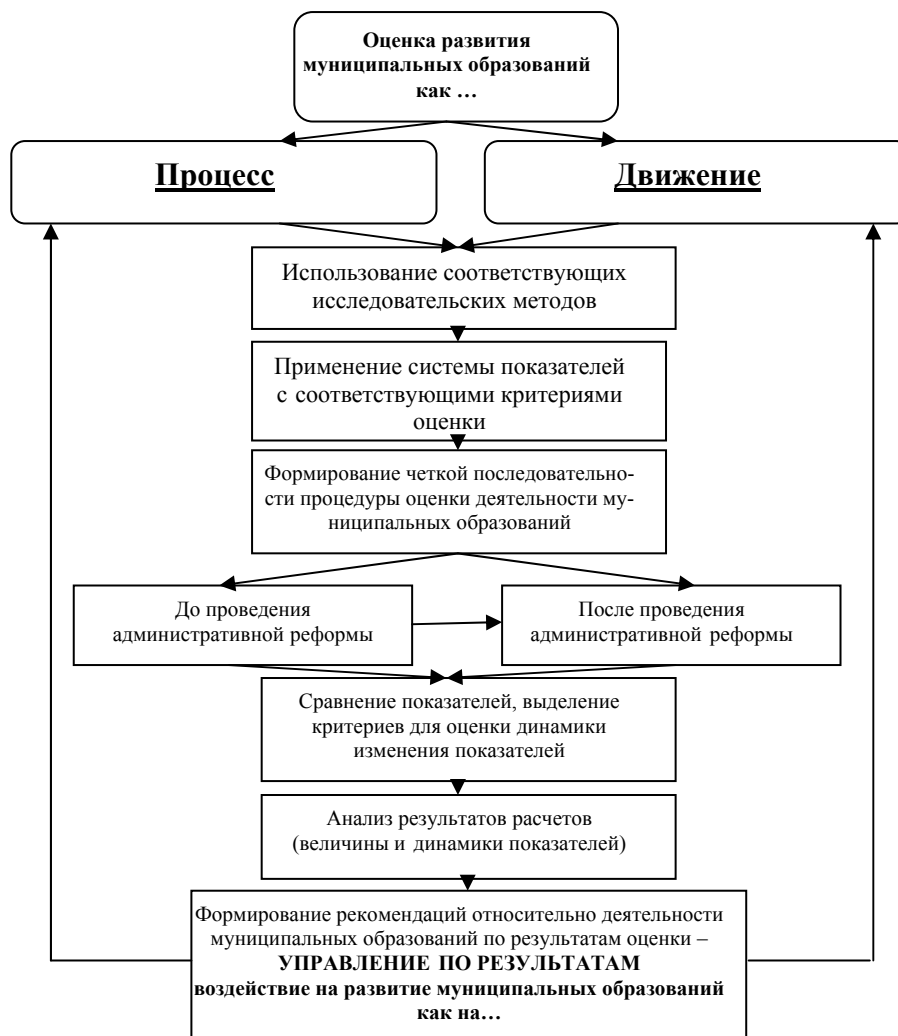 Оценка развития
муниципальных образований
как …
Процесс
Движение
Использование соответствующих
исследовательских методов
Применение системы показателей
с соответствующими критериями
оценки
Формирование четкой последователь-
ности процедуры оценки деятельности му-
ниципальных образований
До проведения
административной реформы
После проведения
административной реформы
Сравнение показателей, выделение
критериев для оценки динамики
изменения показателей
Анализ результатов расчетов
(величины и динамики показателей)
Формирование рекомендаций относительно деятельности
муниципальных образований по результатам оценки –
УПРАВЛЕНИЕ ПО РЕЗУЛЬТАТАМ
воздействие на развитие муниципальных образований
как на…